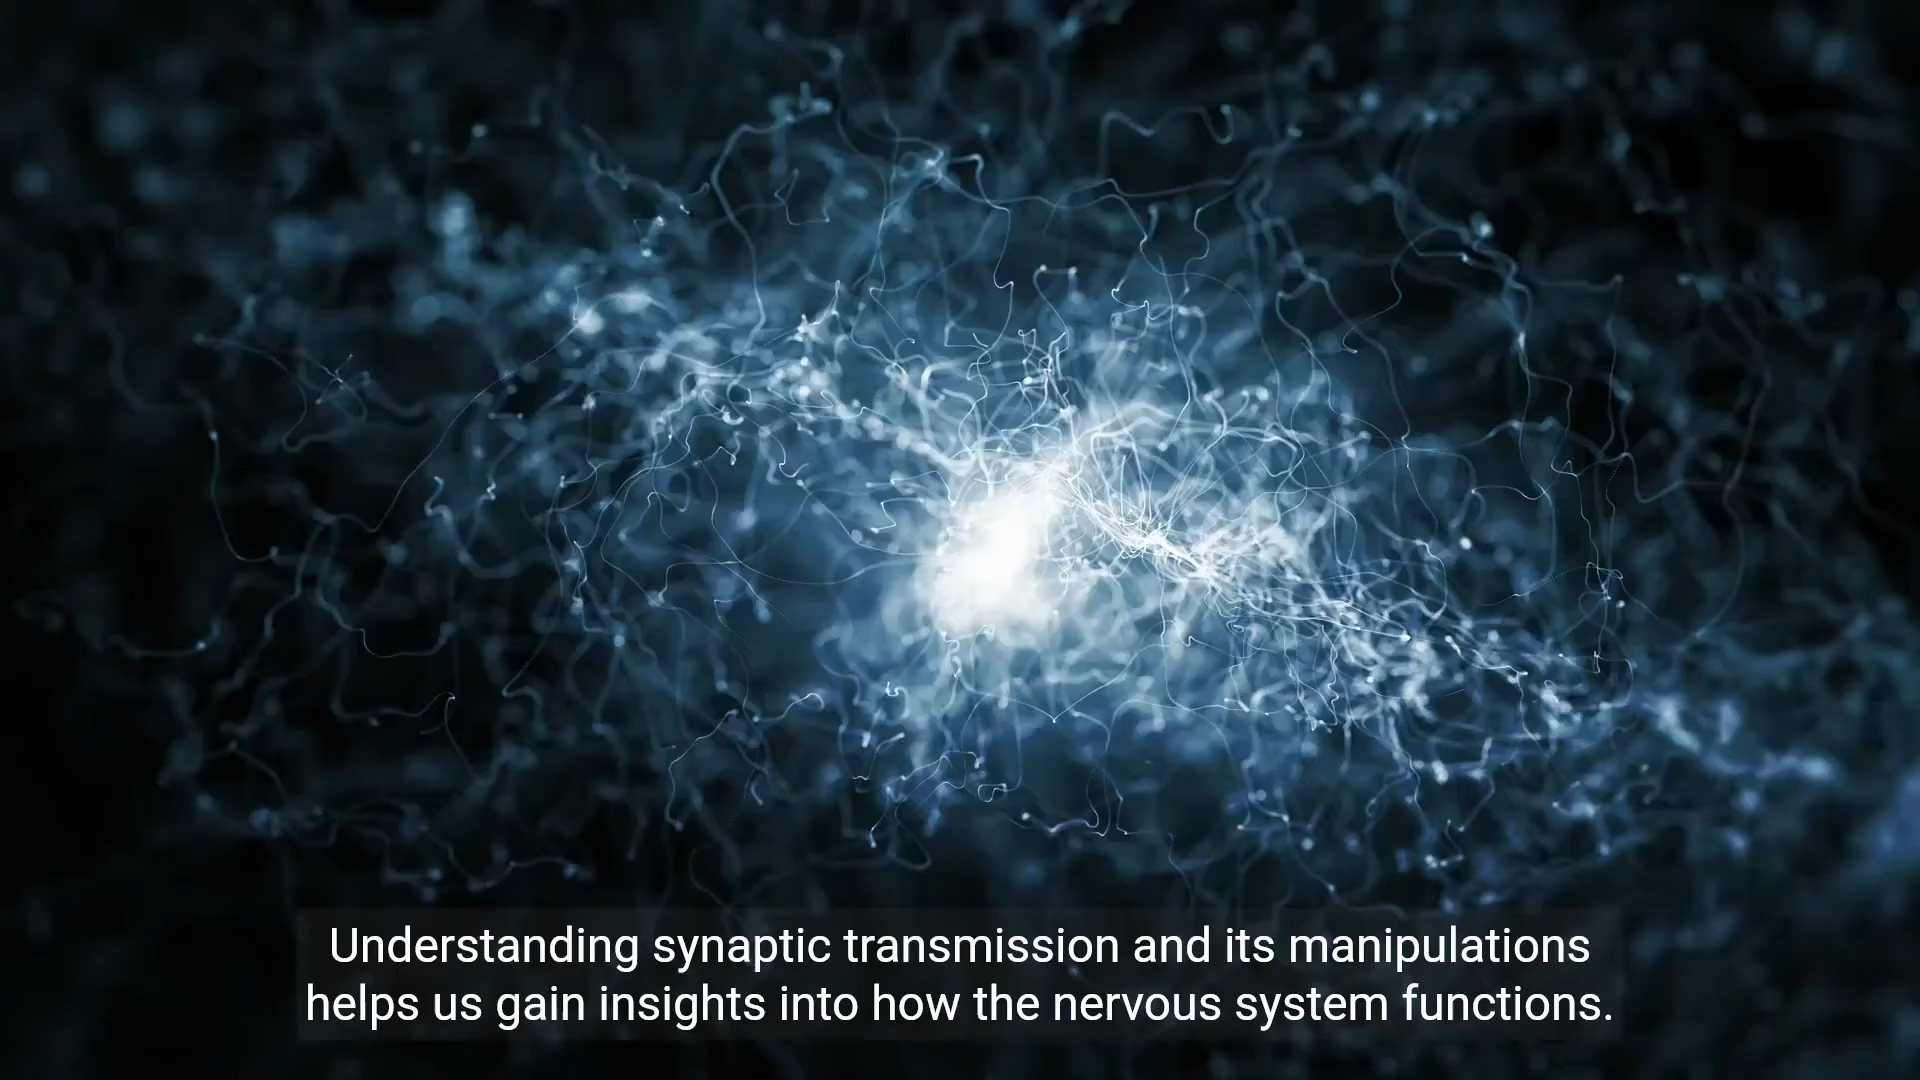 Understanding synaptic transmission and its manipulations
helps us gain insights into how the nervous system functions.